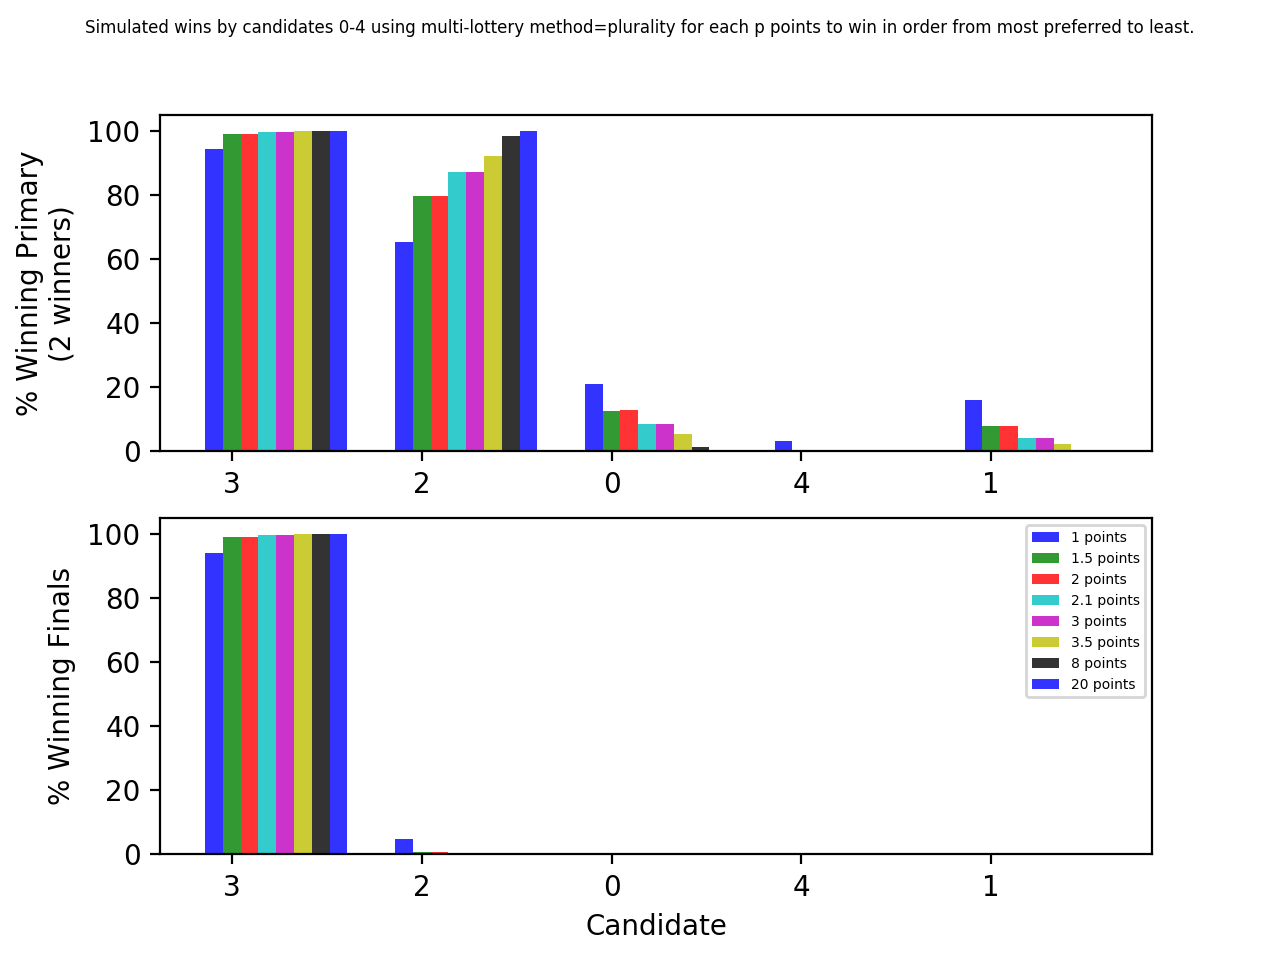 Simulated wins by candidates 0-4 using multi-lottery method=plurality for each p points to win in order from most preferred to least.
% Winning Primary
(2 winners)
100
80
60
40
20
0
3 2 0 4 1
% Winning Finals
100
80
60
40
20
0
3 2 0 4 1
Candidate
1 points
1.5 points
2 points
2.1 points
3 points
3.5 points
8 points
20 points